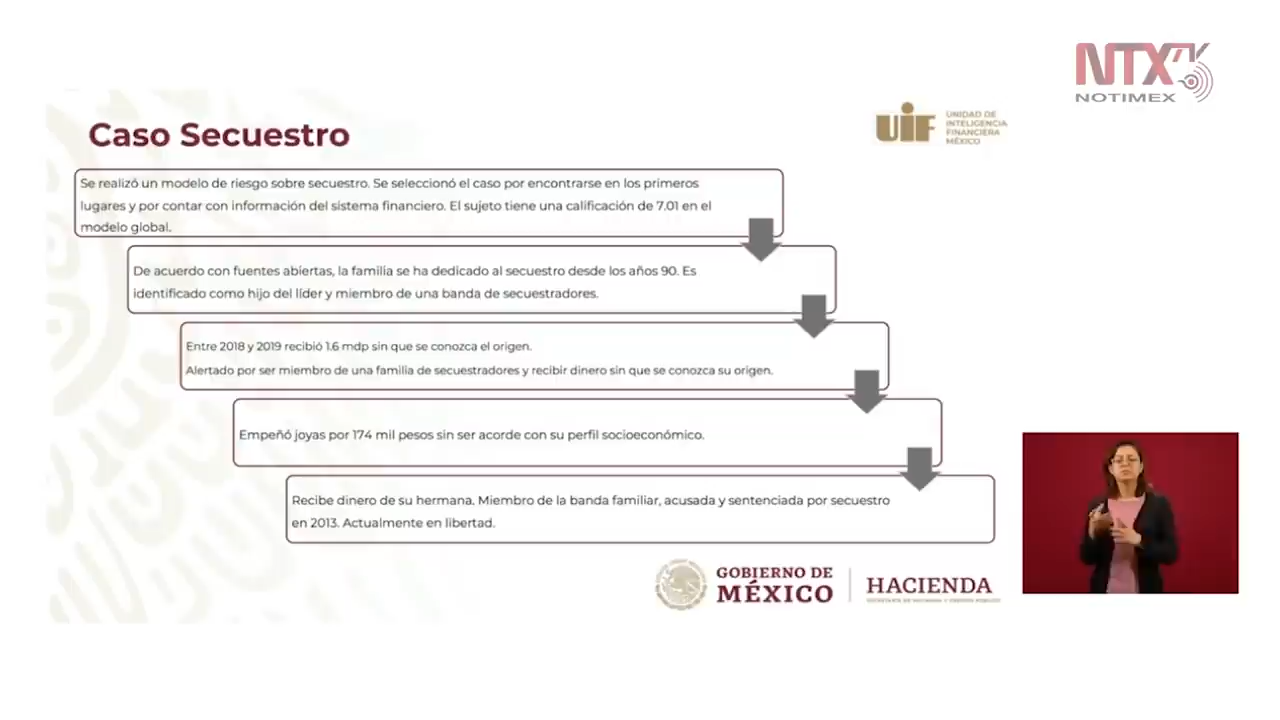 NTX
NOTIMEX
Caso Secuestro
UIF
UNIDAD DE
INTELIGENCIA
FINANCIERA
MÉXICO
Se realizó un modelo de riesgo sobre secuestro. Se seleccionó el caso por encontrarse en los primeros
lugares y por contar con información del sistema financiero. El sujeto tiene una calificación de 7.01 en el
modelo global.
De acuerdo con fuentes abiertas, la familia se ha dedicado al secuestro desde los años 90. Es
identificado como hijo del líder y miembro de una banda de secuestradores.
Entre 2018 y 2019 recibió 1.6 mdp sin que se conozca el origen.
Alertado por ser miembro de una familia de secuestradores y recibir dinero sin que se conozca su origen.
Empeñó joyas por 174 mil pesos sin ser acorde con su perfil socioeconómico.
Recibe dinero de su hermana. Miembro de la banda familiar, acusada y sentenciada por secuestro
en 2013. Actualmente en libertad.
GOBIERNO DE
MÉXICO
HACIENDA
SECRETARÍA DE HACIENDA Y CRÉDITO PÚBLICO